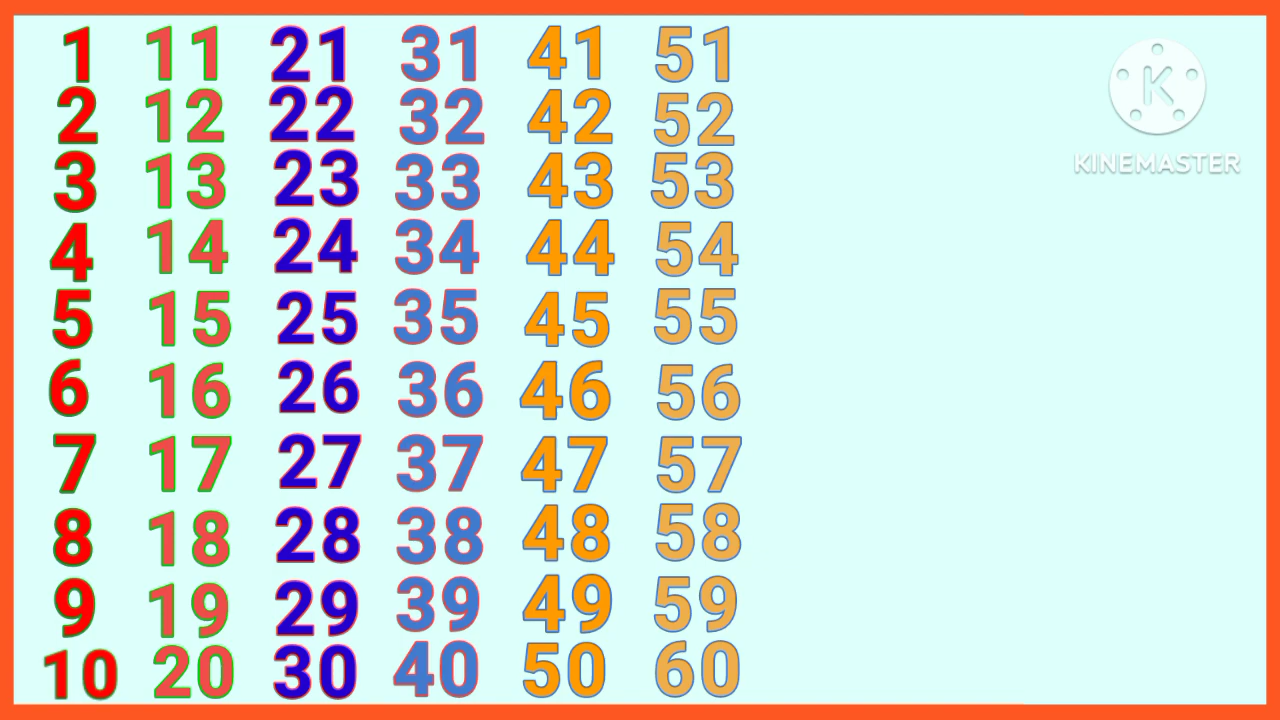 1 11 21 31 41 51
2 12 22 32 42 52
3 13 23 33 43 53
4 14 24 34 44 54
5 15 25 35 45 55
6 16 26 36 46 56
7 17 27 37 47 57
8 18 28 38 48 58
9 19 29 39 49 59
10 20 30 40 50 60
K
KINEMASTER